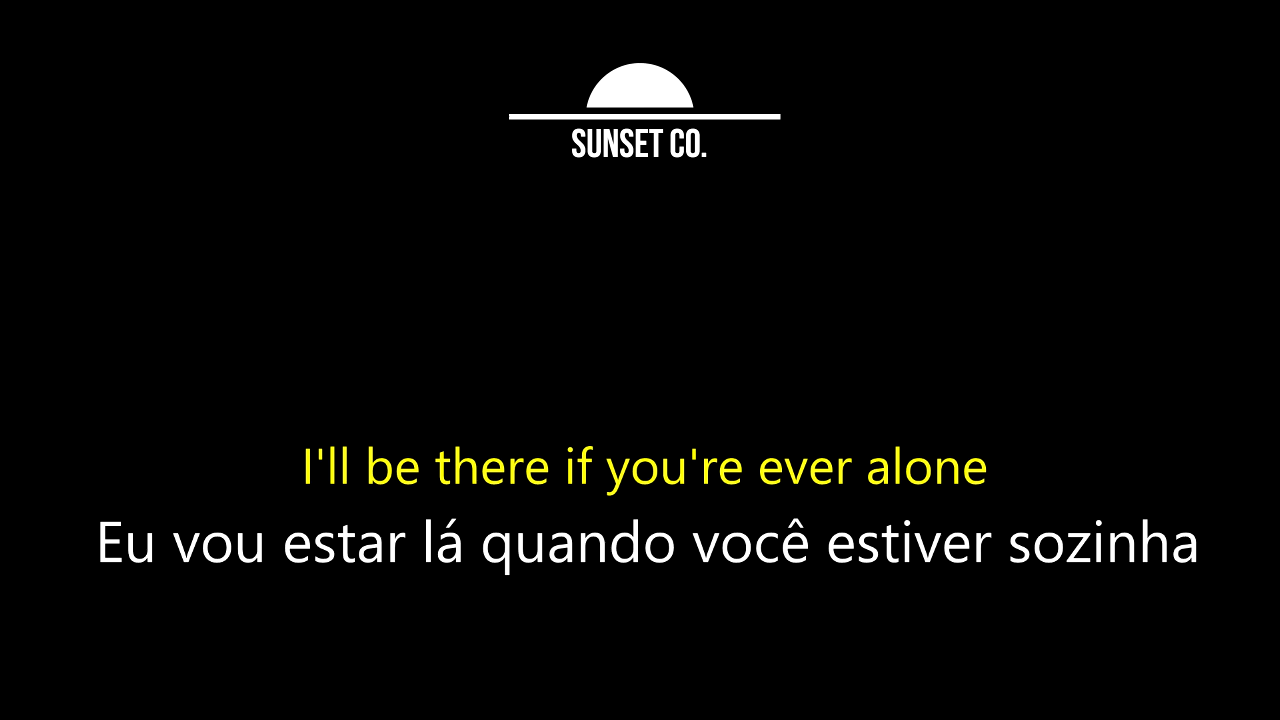 SUNSET CO.
I'll be there if you're ever alone
Eu vou estar lá quando você estiver sozinha